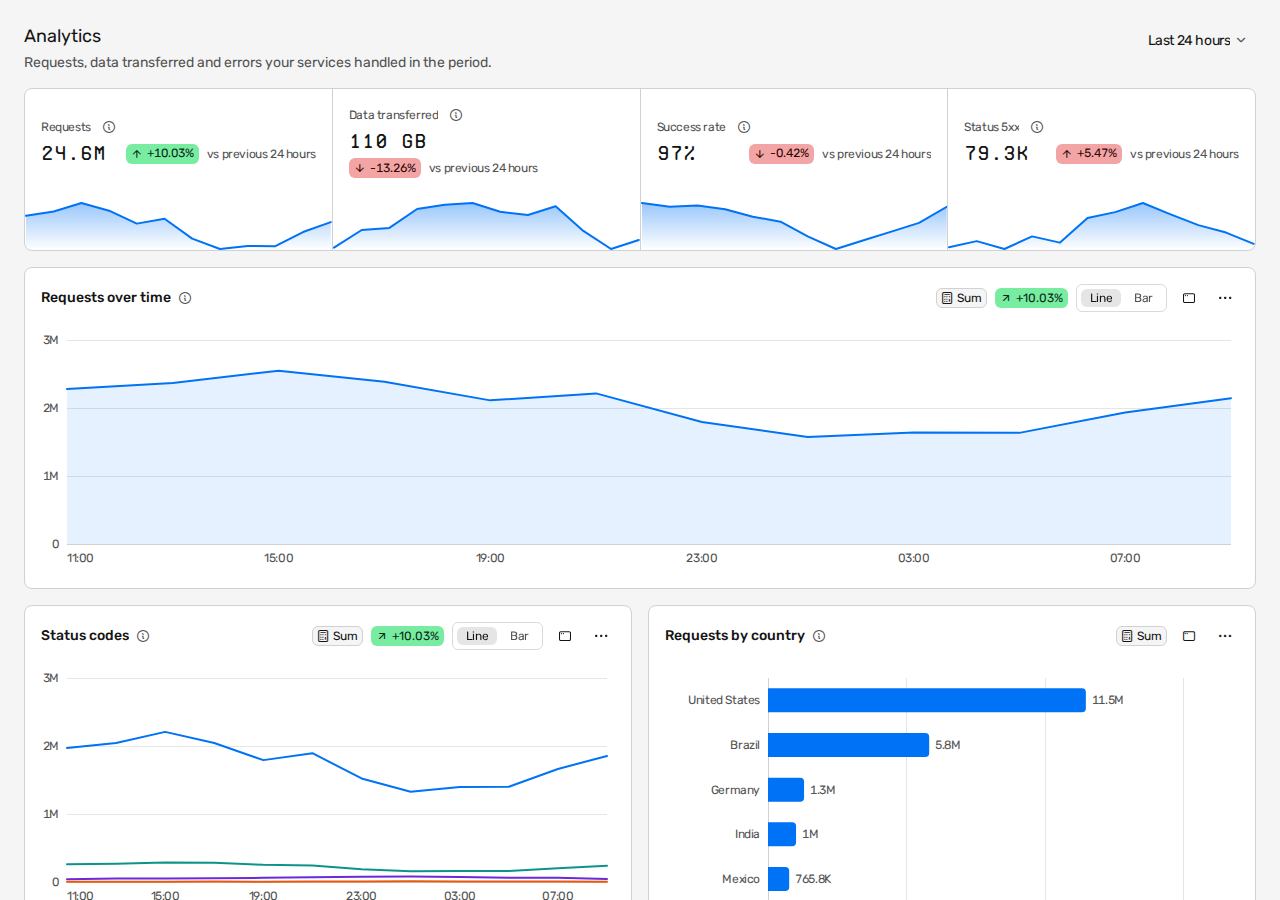 Analytics
Last 24 hours
Requests, data transferred and errors your services handled in the period.
Requests
24.6M +10.03% vs previous 24 hours
Data transferred
110 GB
-13.26% vs previous 24 hours
Success rate
97% -0.42% vs previous 24 hours
Status 5xx
79.3K +5.47% vs previous 24 hours
Requests over time
Sum +10.03% Line Bar
3M
2M
1M
0
11:00 15:00 19:00 23:00 03:00 07:00
Status codes
Sum +10.03% Line Bar
3M
2M
1M
0
11:00 15:00 19:00 23:00 03:00 07:00
Requests by country
Sum
United States 11.5M
Brazil 5.8M
Germany 1.3M
India 1M
Mexico 765.8K